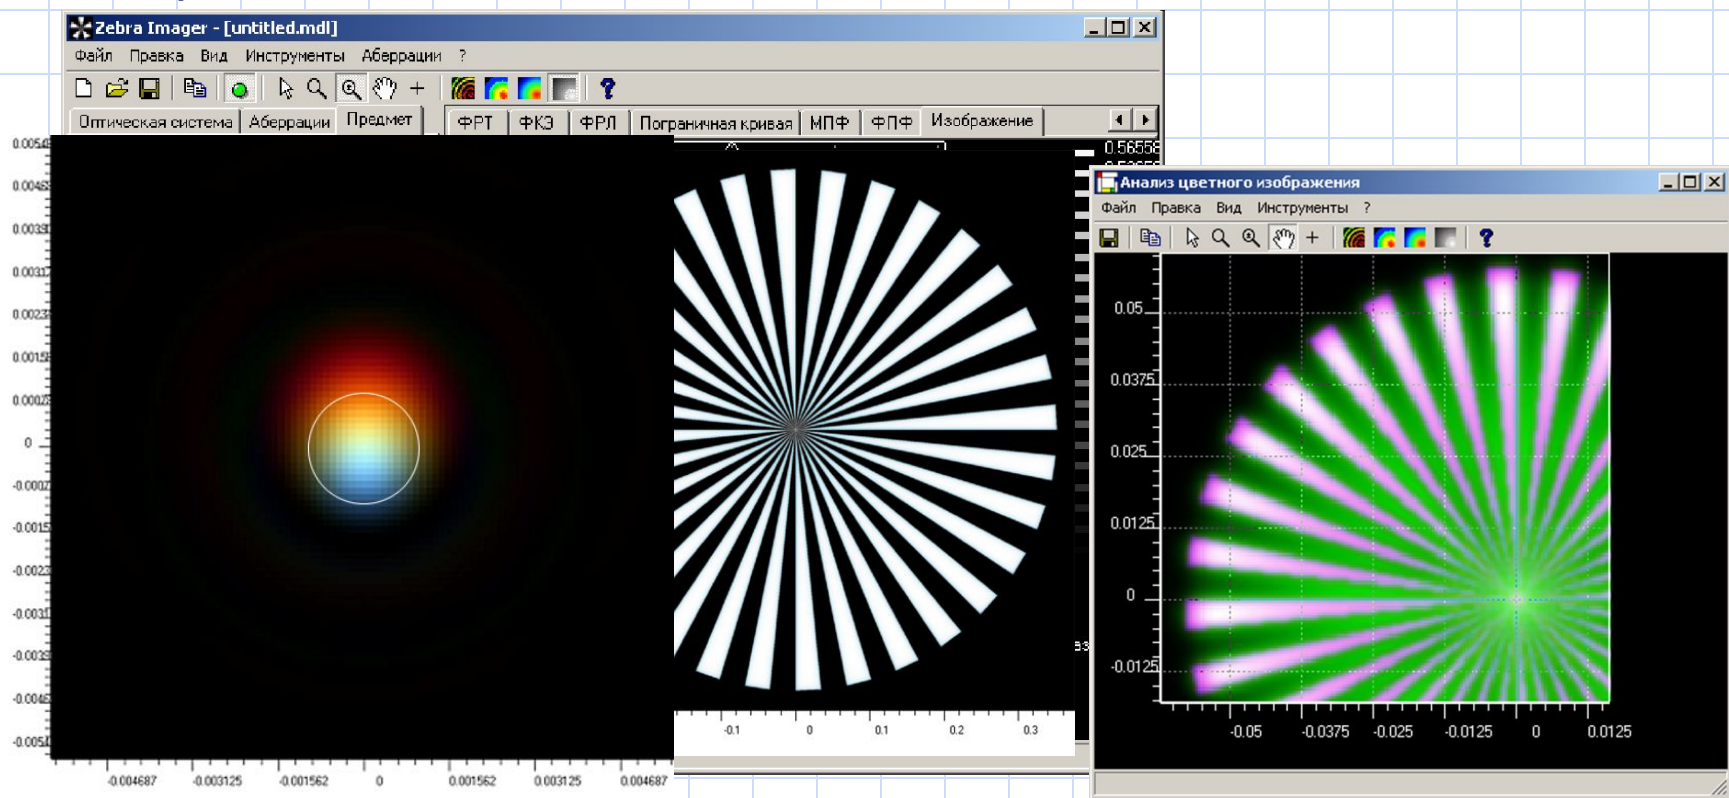 Zebra Imager - [untitled.mdl]
Файл Правка Вид Инструменты Аберрации ?
Оптическая система Аберрации Предмет ФРТ ФКЭ ФРЛ Пограничная кривая МПФ ФПФ Изображение
0.56558
-0.004687 -0.003125 -0.001562 0 0.001562 0.003125 0.004687
0
-0.1 0 0.1 0.2 0.3
Анализ цветного изображения
Файл Правка Вид Инструменты ?
0.05
0.0375
0.025
0.0125
0
-0.0125
-0.05 -0.0375 -0.025 -0.0125 0 0.0125